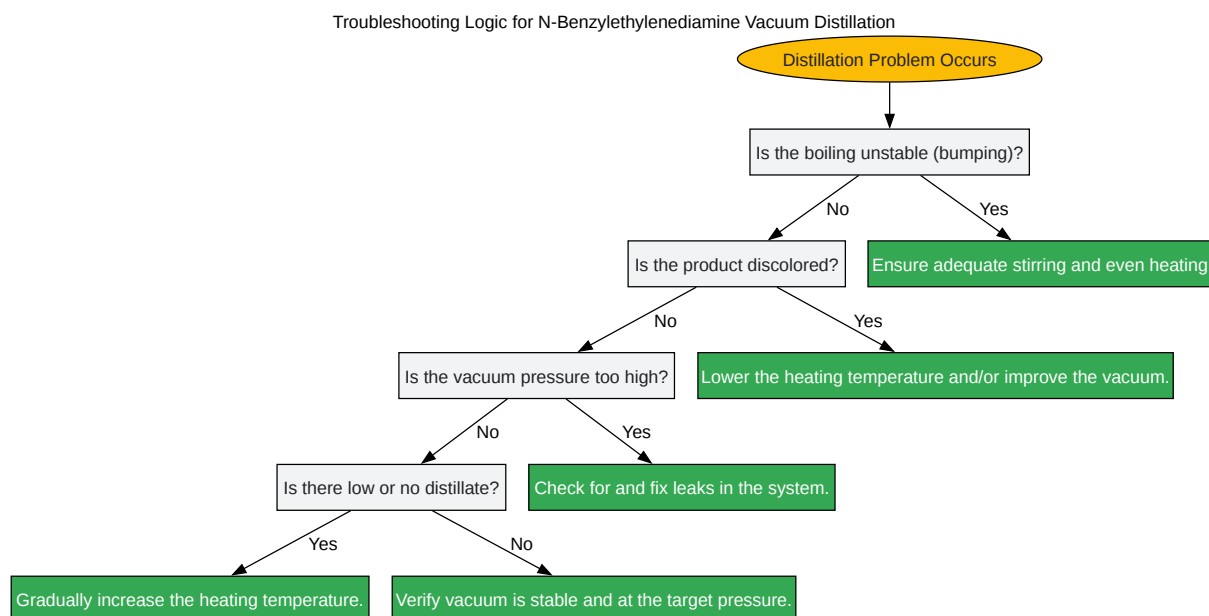 Troubleshooting Logic for N-Benzylethylenediamine Vacuum Distillation
Distillation Problem Occurs
Is the boiling unstable (bumping)?
No
Yes
Is the product discolored?
Ensure adequate stirring and even heating
No
Yes
Is the vacuum pressure too high?
Lower the heating temperature and/or improve the vacuum.
No
Yes
Is there low or no distillate?
Check for and fix leaks in the system.
Yes
No
Gradually increase the heating temperature.
Verify vacuum is stable and at the target pressure.